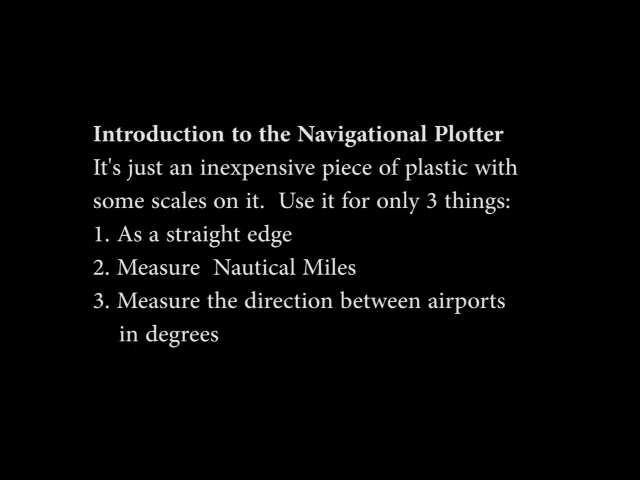 Introduction to the Navigational Plotter
It's just an inexpensive piece of plastic with
some scales on it.  Use it for only 3 things:
1. As a straight edge
2. Measure  Nautical Miles
3. Measure the direction between airports
in degrees